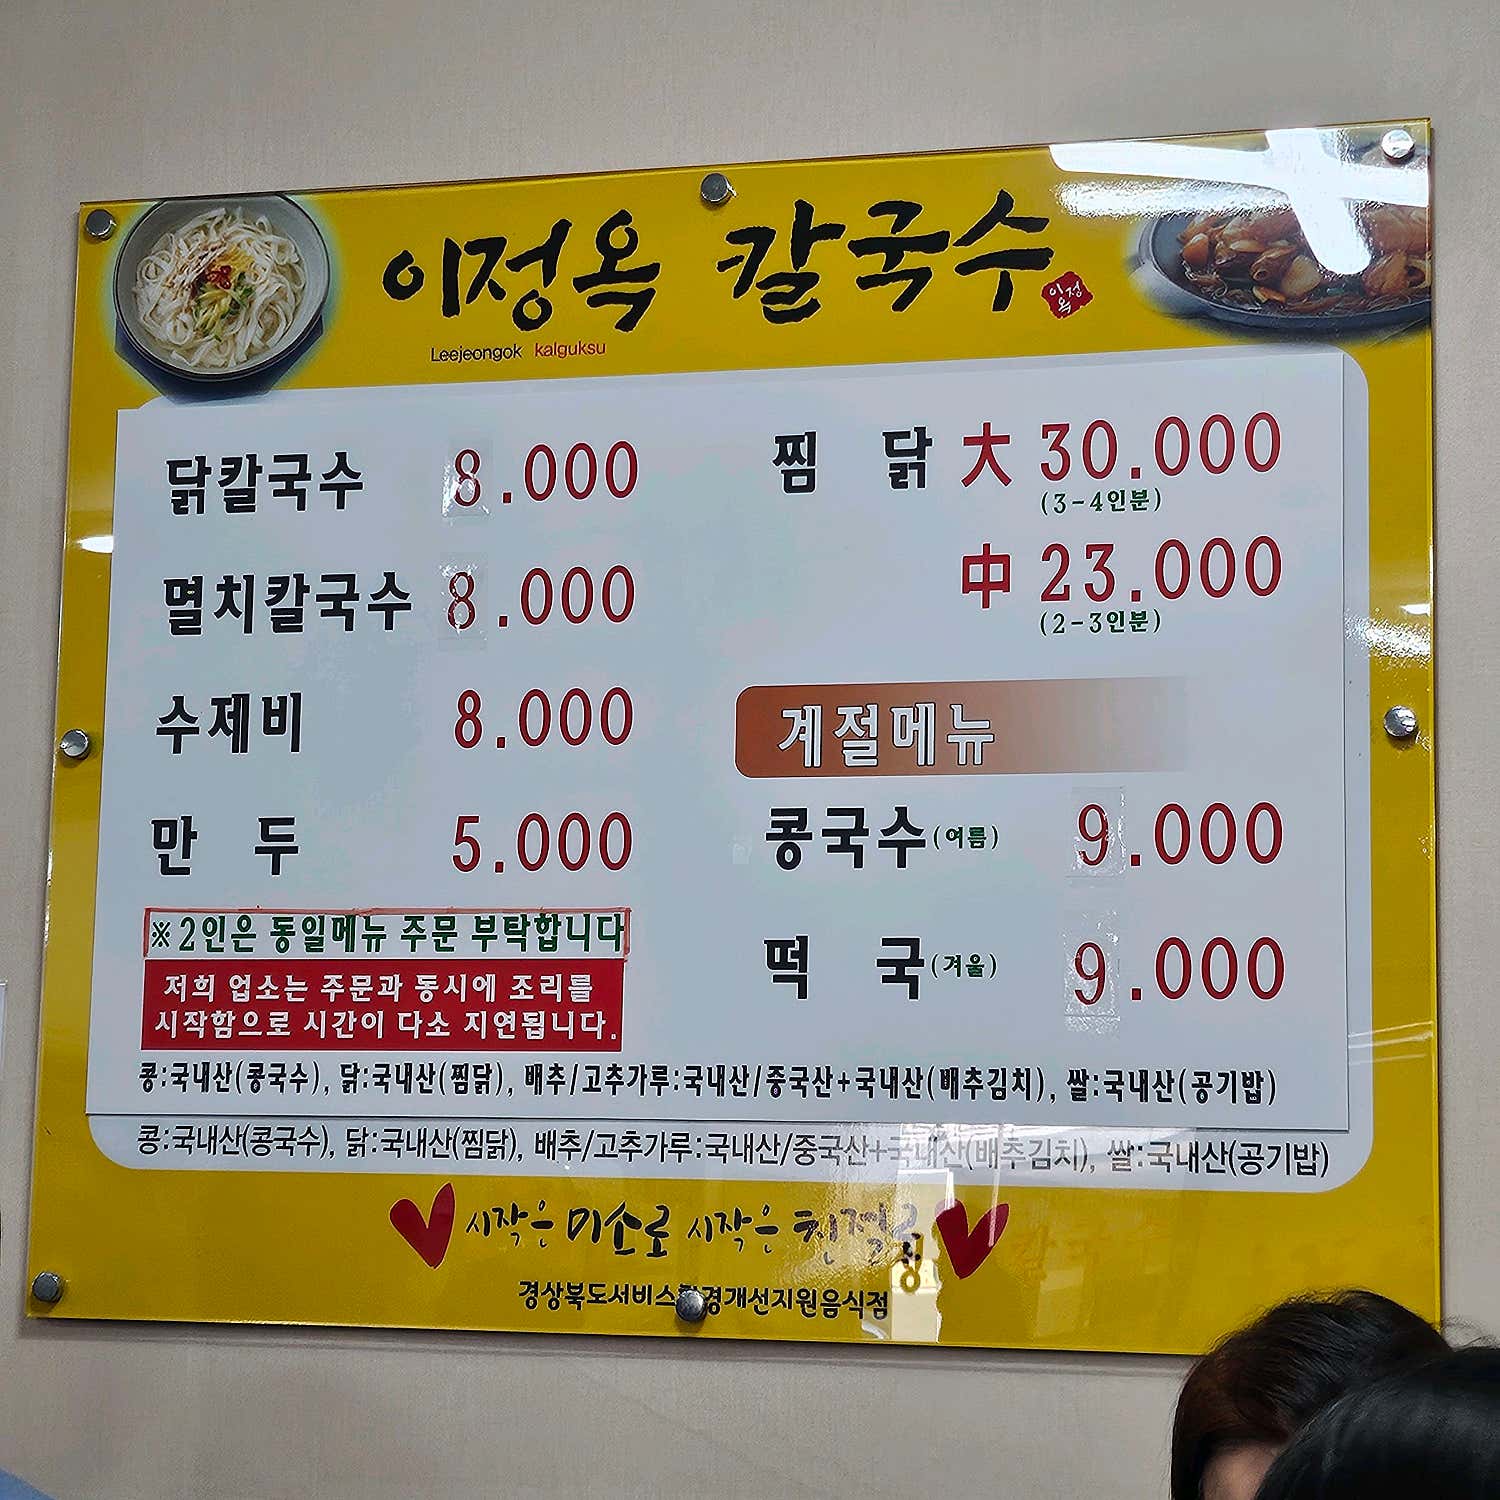 이정옥 칼국수
이정옥
Leejeongok kalguksu
닭칼국수 8.000
멸치칼국수 8.000
수제비 8.000
만 두 5.000
※2인은 동일메뉴 주문 부탁합니다
저희 업소는 주문과 동시에 조리를
시작함으로 시간이 다소 지연됩니다.
찜 닭 大 30.000
(3-4인분)
中 23.000
(2-3인분)
계절메뉴
콩국수(여름) 9.000
떡 국(겨울) 9.000
콩:국내산(콩국수), 닭:국내산(찜닭), 배추/고추가루:국내산/중국산+국내산(배추김치), 쌀:국내산(공기밥)
콩:국내산(콩국수), 닭:국내산(찜닭), 배추/고추가루:국내산/중국산+국내산(배추김치), 쌀:국내산(공기밥)
시작은 미소로 시작은 친절로
경상북도서비스환경개선지원음식점